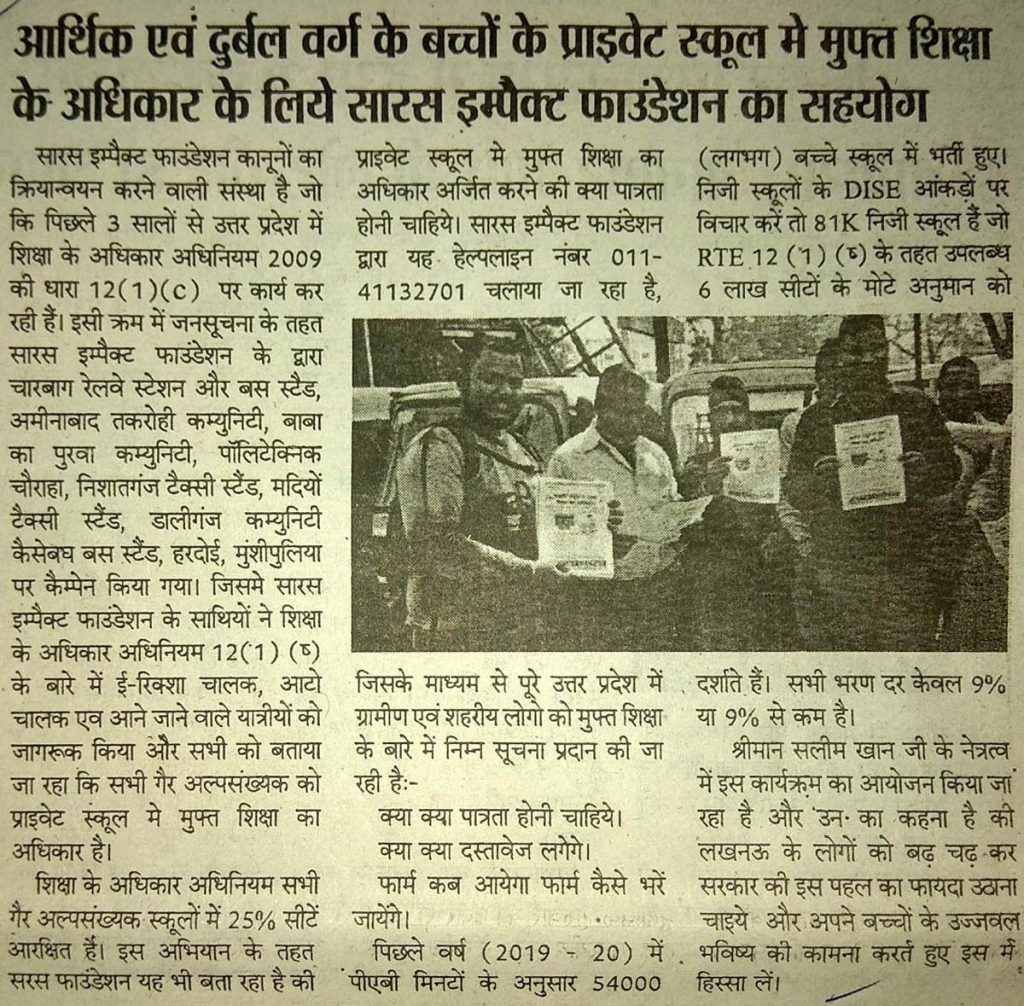 आर्थिक एवं दुर्बल वर्ग के बच्चों के प्राइवेट स्कूल मे मुफ्त शिक्षा
के अधिकार के लिये सारस इम्पैक्ट फाउंडेशन का सहयोग
सारस इम्पैक्ट फाउंडेशन कानूनों का
क्रियान्वयन करने वाली संस्था है जो
कि पिछले 3 सालों से उत्तर प्रदेश में
शिक्षा के अधिकार अधिनियम 2009
की धारा 12(1)(c) पर कार्य कर
रही हैं। इसी क्रम में जनसूचना के तहत
सारस इम्पैक्ट फाउंडेशन के द्वारा
चारबाग रेलवे स्टेशन और बस स्टैड,
अमीनाबाद तकरोही कम्युनिटी, बाबा
का पुरवा कम्युनिटी, पॉलिटेक्निक
चौराहा, निशातगंज टैक्सी स्टैंड, मदियों
टैक्सी स्टैंड, डालीगंज कम्युनिटी
कैसेबघ बस स्टैंड, हरदोई, मुंशीपुलिया
पर कैम्पेन किया गया। जिसमे सारस
इम्पैक्ट फाउंडेशन के साथियों ने शिक्षा
के अधिकार अधिनियम 12(1) (ष)
के बारे में ई-रिक्शा चालक, आटो
चालक एव आने जाने वाले यात्रीयों को
जागरूक किया और सभी को बताया
जा रहा कि सभी गैर अल्पसंख्यक को
प्राइवेट स्कूल मे मुफ्त शिक्षा का
अधिकार है।
शिक्षा के अधिकार अधिनियम सभी
गैर अल्पसंख्यक स्कूलों में 25% सीटें
आरक्षित हैं। इस अभियान के तहत
सरस फाउंडेशन यह भी बता रहा है की
प्राइवेट स्कूल मे मुफ्त शिक्षा का
अधिकार अर्जित करने की क्या पात्रता
होनी चाहिये। सारस इम्पैक्ट फाउंडेशन
द्वारा यह हेल्पलाइन नंबर 011-
41132701 चलाया जा रहा है,
जिसके माध्यम से पूरे उत्तर प्रदेश में
ग्रामीण एवं शहरीय लोगो को मुफ्त शिक्षा
के बारे में निम्न सूचना प्रदान की जा
रही है:-
क्या क्या पात्रता होनी चाहिये।
क्या क्या दस्तावेज लगेगे।
फार्म कब आयेगा फार्म कैसे भरें
जायेंगे।
पिछले वर्ष (2019 - 20) में
पीएबी मिनटों के अनुसार 54000
(लगभग) बच्चे स्कूल में भर्ती हुए।
निजी स्कूलों के DISE आंकड़ों पर
विचार करें तो 81K निजी स्कूल हैं जो
RTE 12 (1) (ष) के तहत उपलब्ध
6 लाख सीटों के मोटे अनुमान को
दर्शाते हैं। सभी भरण दर केवल 9%
या 9% से कम है।
श्रीमान सलीम खान जी के नेत्रत्व
में इस कार्यक्रम का आयोजन किया जा
रहा है और उन का कहना है की
लखनऊ के लोगों को बढ़ चढ़ कर
सरकार की इस पहल का फायदा उठाना
चाइये और अपने बच्चों के उज्जवल
भविष्य की कामना करते हुए इस में
हिस्सा लें।